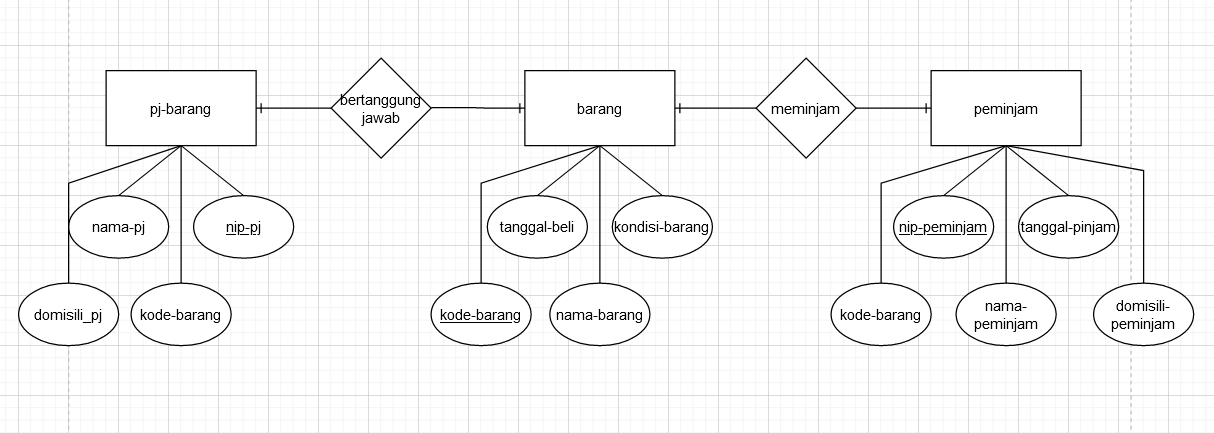 pj-barang
bertanggung
jawab
barang
meminjam
peminjam
nama-pj
nip-pj
tanggal-beli
kondisi-barang
nip-peminjam
tanggal-pinjam
domisili_pj
kode-barang
kode-barang
nama-barang
kode-barang
nama-
peminjam
domisili-
peminjam